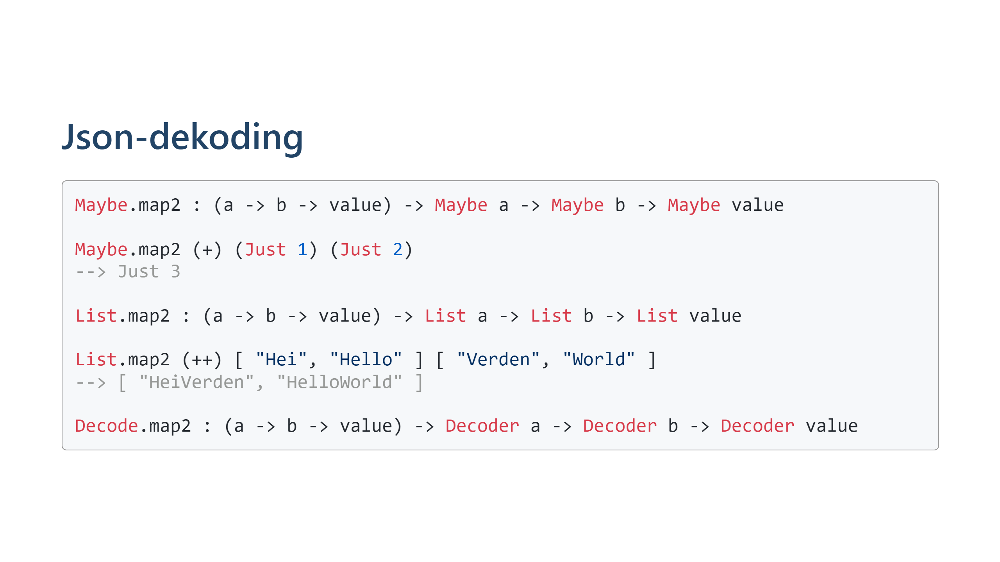 Json-dekoding
Maybe.map2 : (a -> b -> value) -> Maybe a -> Maybe b -> Maybe value
Maybe.map2 (+) (Just 1) (Just 2)
--> Just 3
List.map2 : (a -> b -> value) -> List a -> List b -> List value
List.map2 (++) [ "Hei", "Hello" ] [ "Verden", "World" ]
--> [ "HeiVerden", "HelloWorld" ]
Decode.map2 : (a -> b -> value) -> Decoder a -> Decoder b -> Decoder value